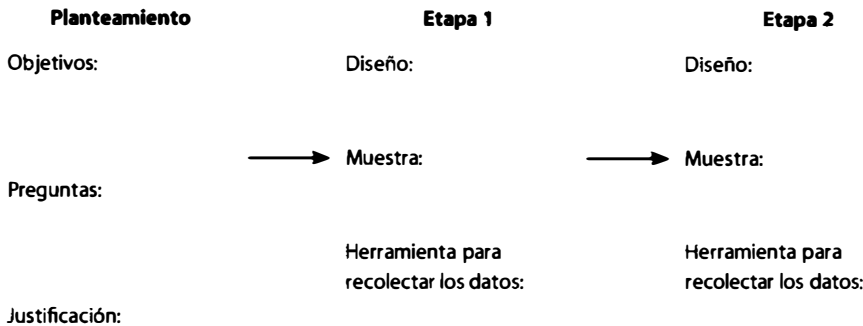 Planteamiento
Objetivos:
Preguntas:
Justificación:
Etapa 1
Diseño:
Muestra:
Herramienta para
recolectar los datos:
Etapa 2
Diseño:
Muestra:
Herramienta para
recolectar los datos: